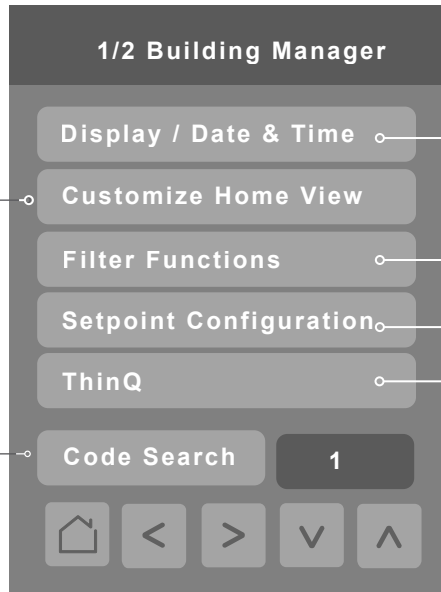 1/2 Building Manager
Display / Date & Time
Customize Home View
Filter Functions
Setpoint Configuration
ThinQ
Code Search 1